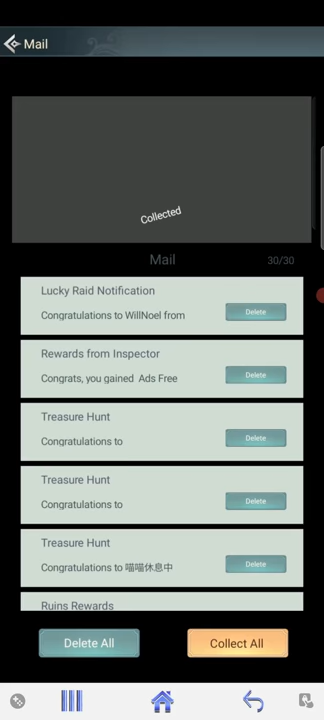 Mail
Collected
Mail
30/30
Lucky Raid Notification
Congratulations to WillNoel from
Delete
Rewards from Inspector
Congrats, you gained Ads Free
Delete
Treasure Hunt
Congratulations to
Delete
Treasure Hunt
Congratulations to
Delete
Treasure Hunt
Congratulations to 喵喵休息中
Delete
Ruins Rewards
Delete All
Collect All